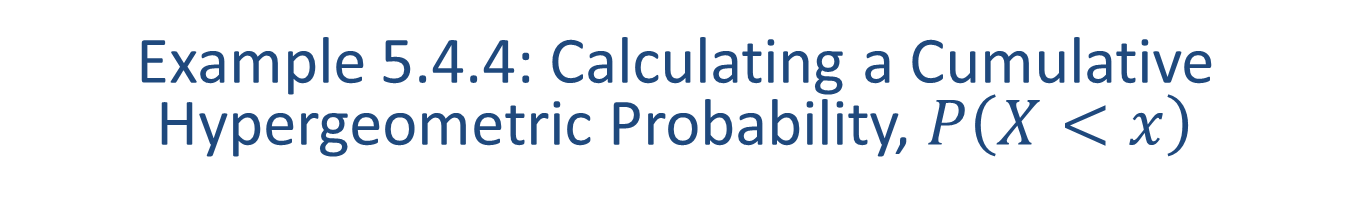 Example 5.4.4: Calculating a Cumulative
Hypergeometric Probability, P(X < x)